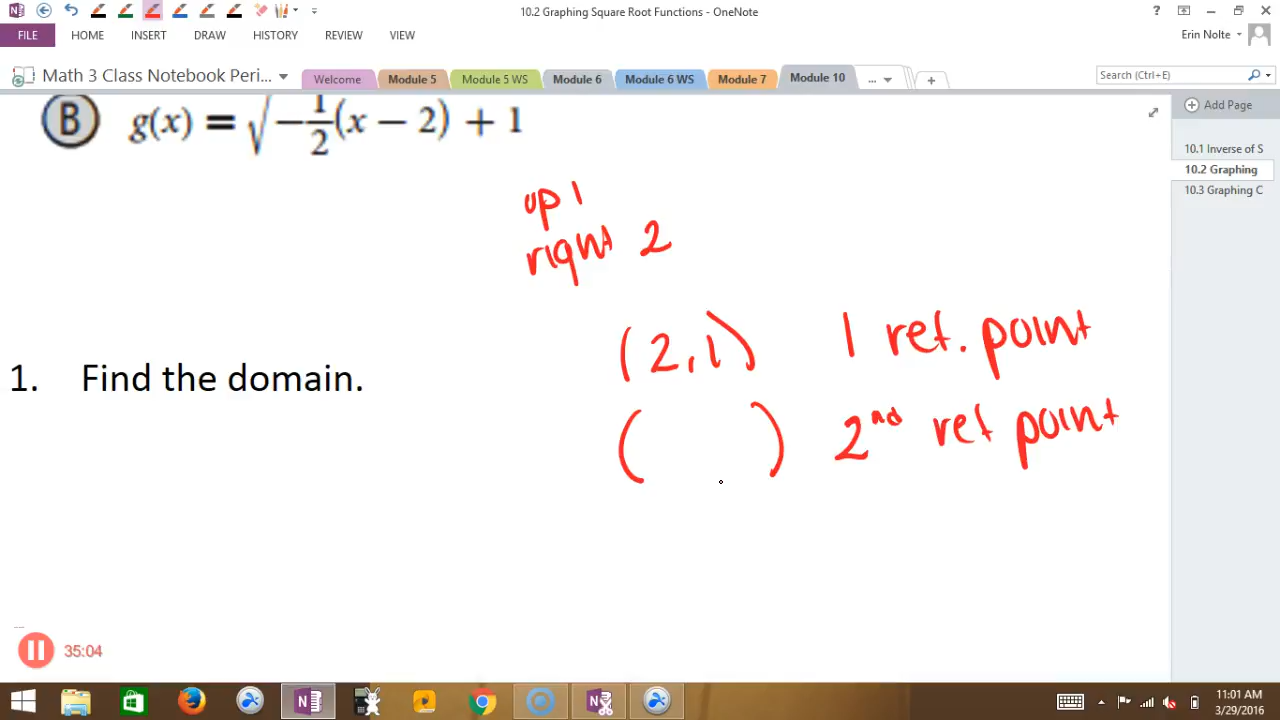 10.2 Graphing Square Root Functions - OneNote
FILE HOME INSERT DRAW HISTORY REVIEW VIEW
Erin Nolte
Math 3 Class Notebook Peri... Welcome Module 5 Module 5 WS Module 6 Module 6 WS Module 7 Module 10 ...
Search (Ctrl+E)
Add Page
10.1 Inverse of S
10.2 Graphing
10.3 Graphing C
B g(x) = √−1/2(x − 2) + 1
up 1
right 2
(2,1) 1 ref. point
( ) 2nd ref point
1. Find the domain.
35:04
11:01 AM
3/29/2016